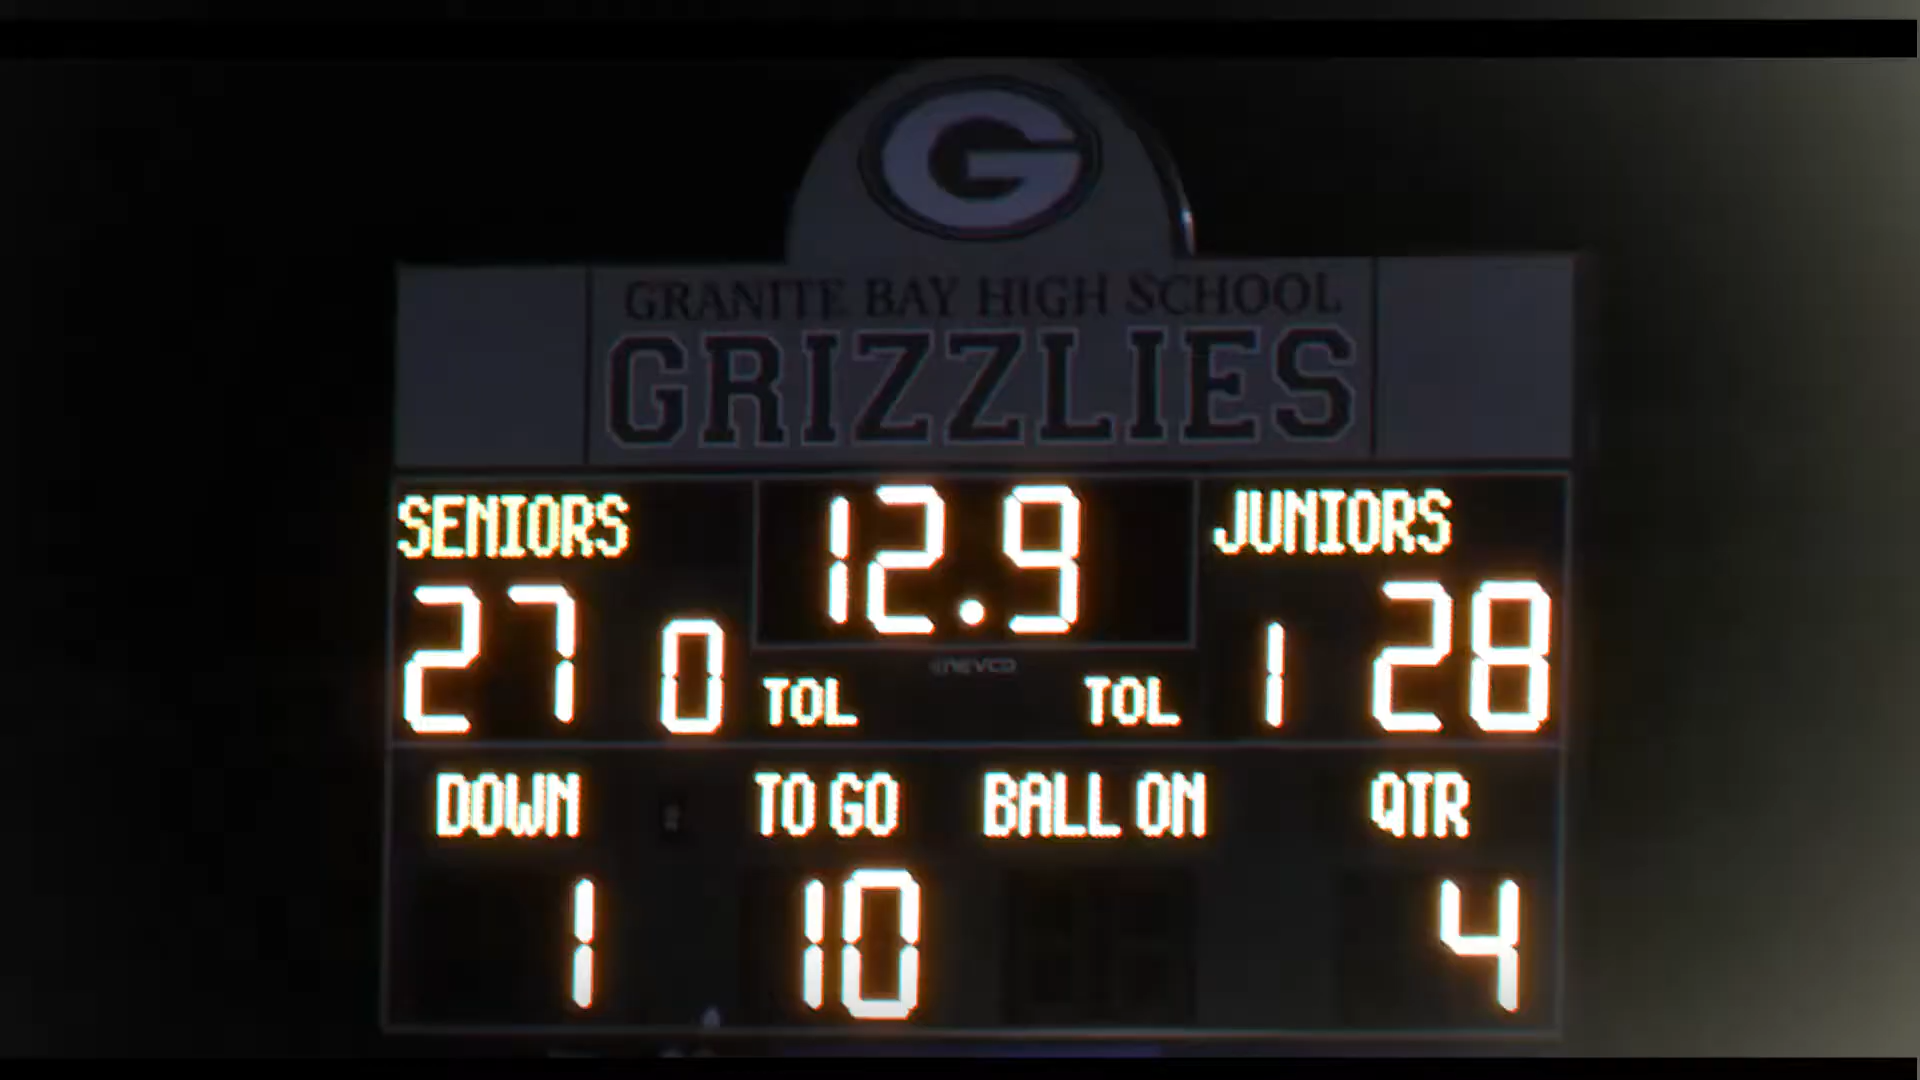 G
GRANITE BAY HIGH SCHOOL
GRIZZLIES
SENIORS 12.9 JUNIORS
27 0 TOL TOL 1 28
NEVCO
DOWN TO GO BALL ON QTR
1 10 4